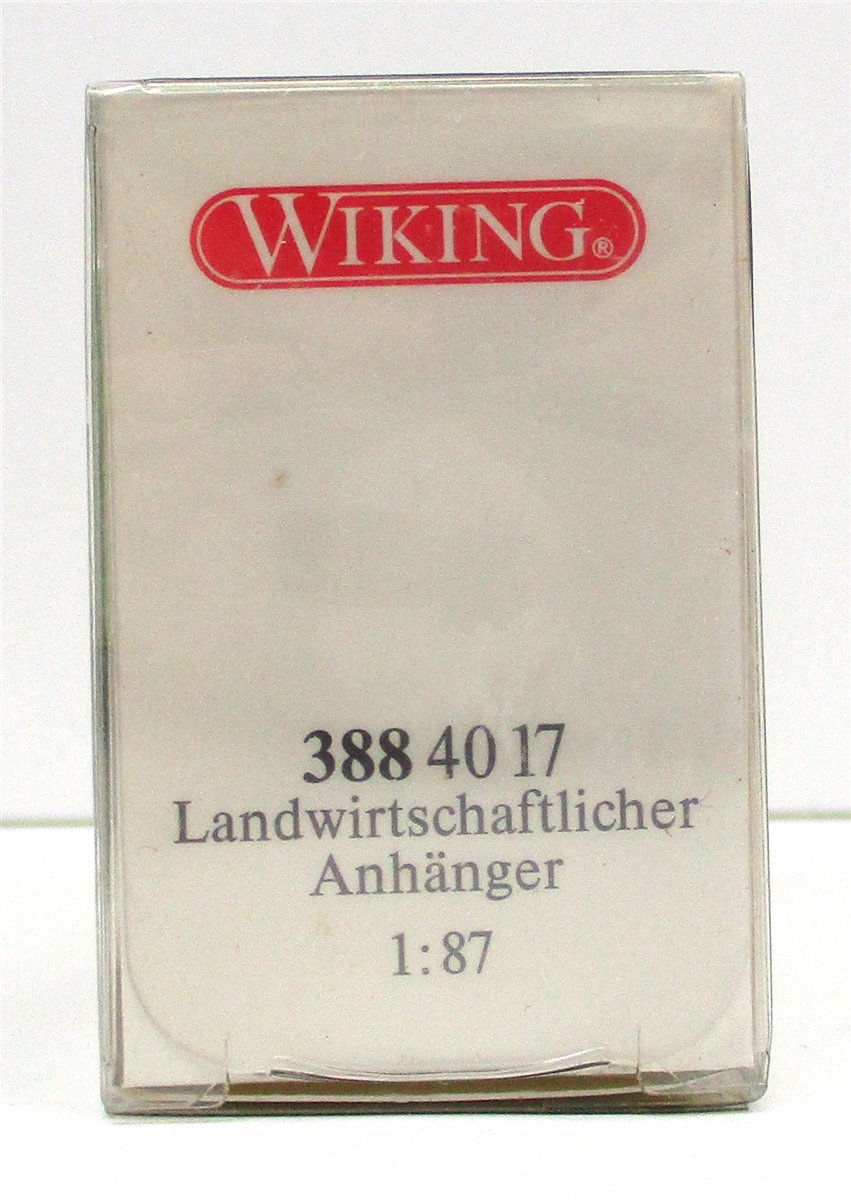 WIKING®
388 40 17
Landwirtschaftlicher
Anhänger
1:87